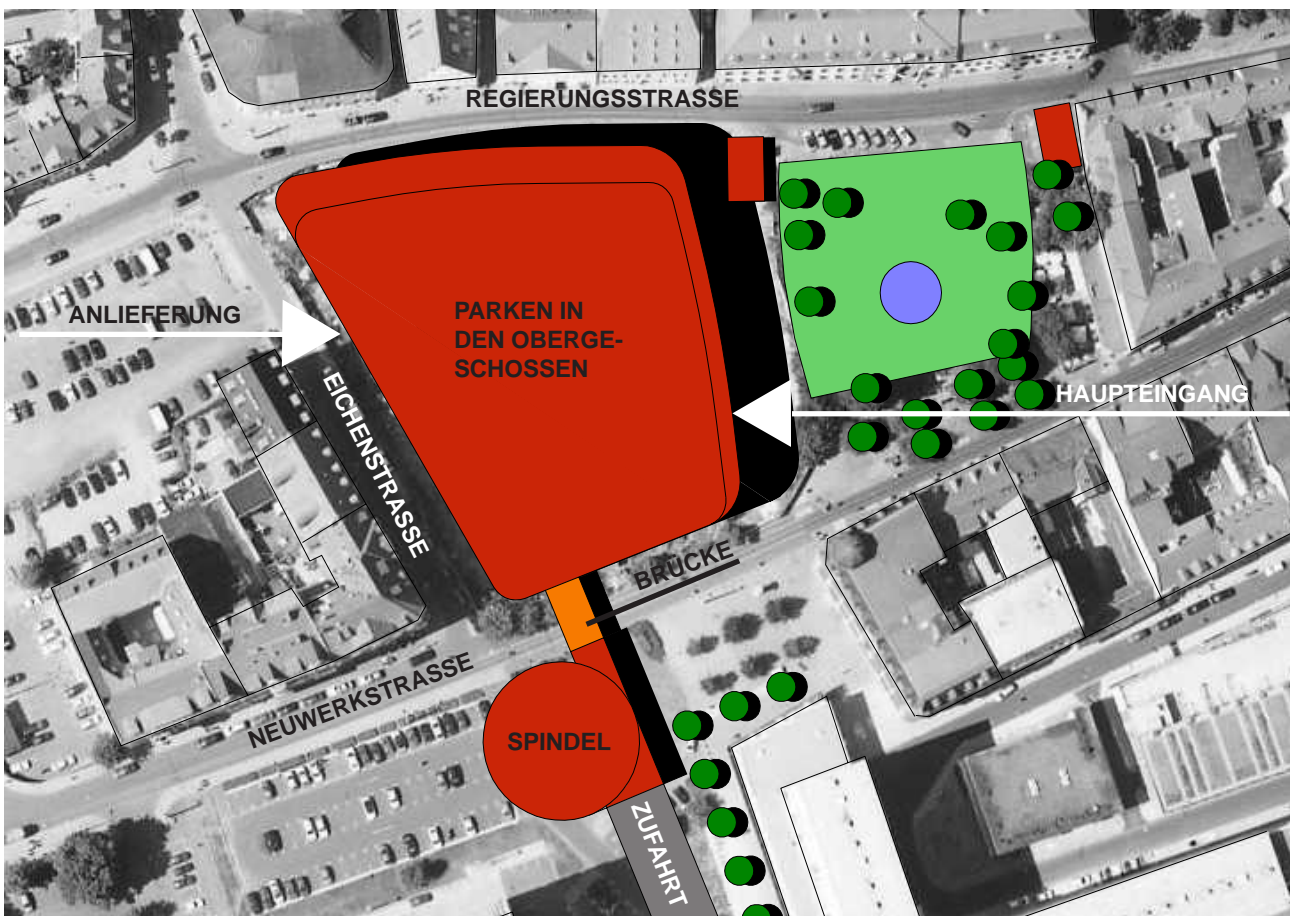 REGIERUNGSSTRASSE
ANLIEFERUNG
PARKEN IN
DEN OBERGE-
SCHOSSEN
HAUPTEINGANG
EICHENSTRASSE
BRÜCKE
NEUWERKSTRASSE
SPINDEL
ZUFAHRT